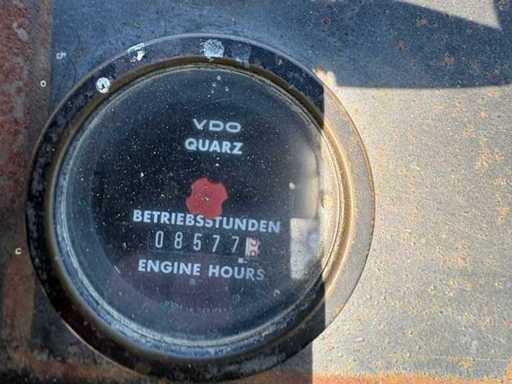 VDO
QUARZ
BETRIEBSSTUNDEN
08577
ENGINE HOURS